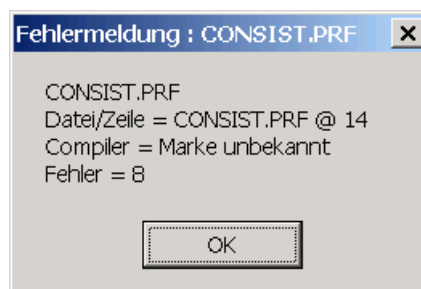 Fehlermeldung : CONSIST.PRF
CONSIST.PRF
Datei/Zeile = CONSIST.PRF @ 14
Compiler = Marke unbekannt
Fehler = 8
OK